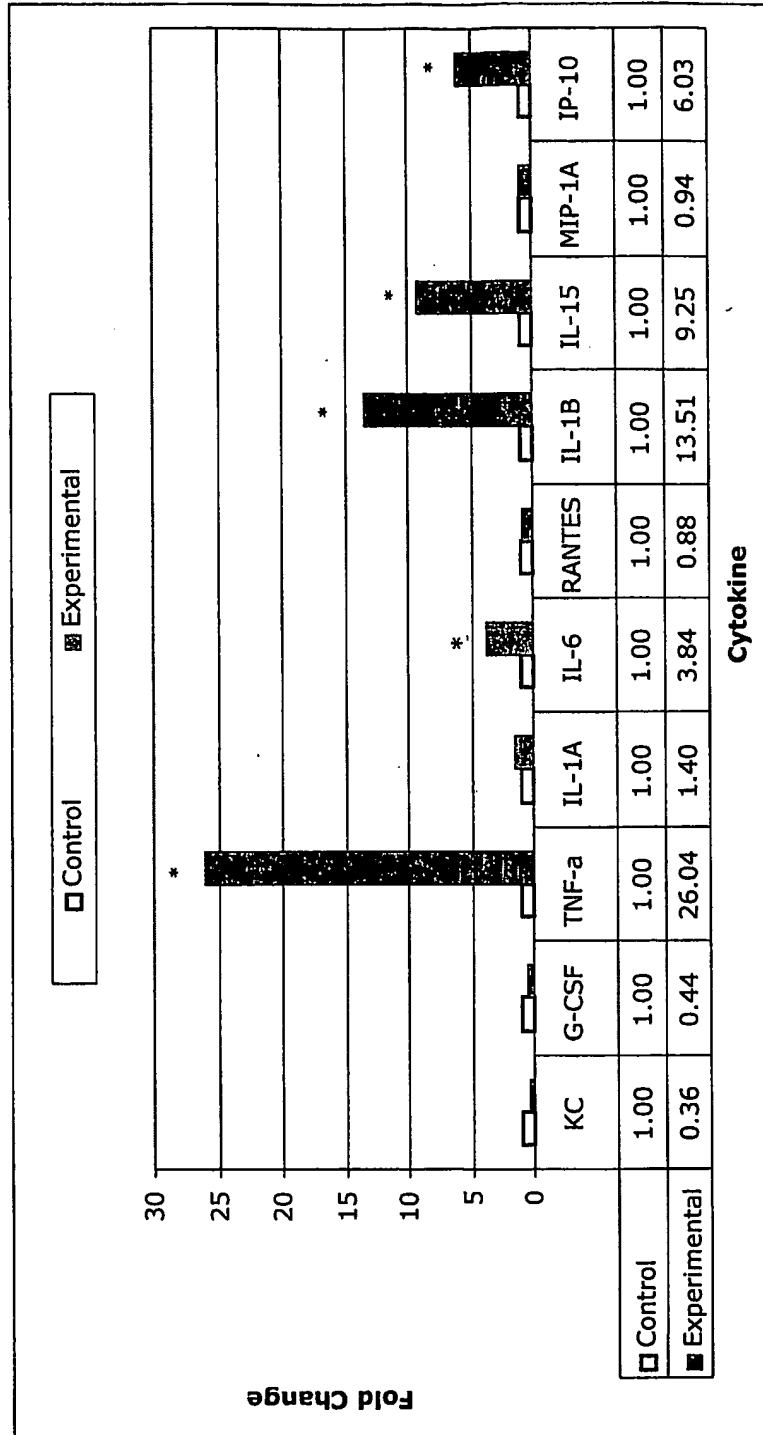 □ Control ■ Experimental
Fold Change
30
25
20
15
10
5
0
* * * * *
KC G-CSF TNF-a IL-1A IL-6 RANTES IL-1B IL-15 MIP-1A IP-10
□ Control 1.00 1.00 1.00 1.00 1.00 1.00 1.00 1.00 1.00 1.00
■ Experimental 0.36 0.44 26.04 1.40 3.84 0.88 13.51 9.25 0.94 6.03
Cytokine